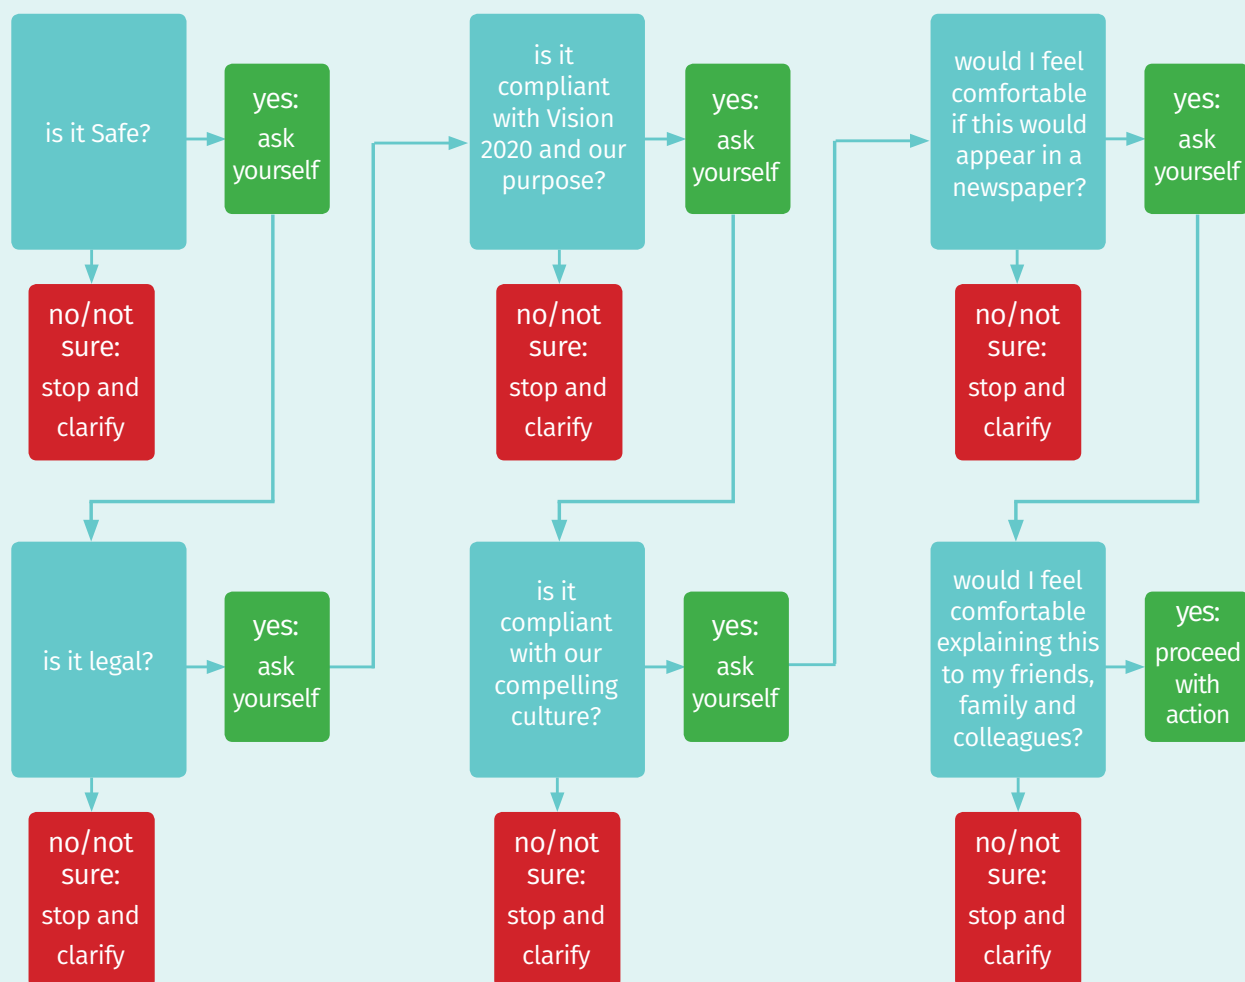 is it Safe?
yes:
ask
yourself
no/not
sure:
stop and
clarify
is it legal?
yes:
ask
yourself
no/not
sure:
stop and
clarify
is it
compliant
with Vision
2020 and our
purpose?
yes:
ask
yourself
no/not
sure:
stop and
clarify
is it
compliant
with our
compelling
culture?
yes:
ask
yourself
no/not
sure:
stop and
clarify
would I feel
comfortable
if this would
appear in a
newspaper?
yes:
ask
yourself
no/not
sure:
stop and
clarify
would I feel
comfortable
explaining this
to my friends,
family and
colleagues?
yes:
proceed
with
action
no/not
sure:
stop and
clarify